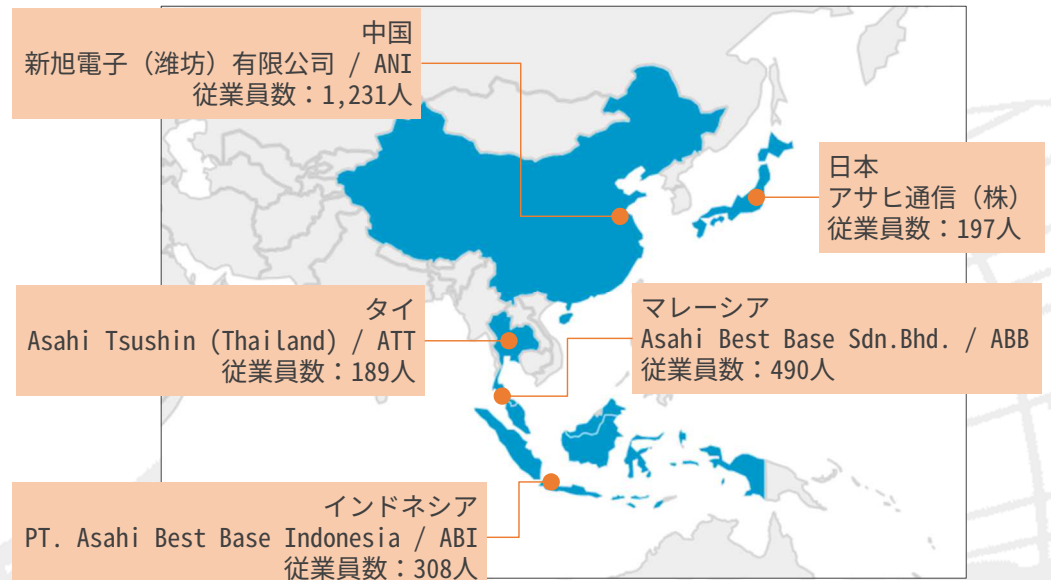 中国
新旭電子（潍坊）有限公司 / ANI
従業員数：1,231人
日本
アサヒ通信（株）
従業員数：197人
タイ
Asahi Tsushin (Thailand) / ATT
従業員数：189人
マレーシア
Asahi Best Base Sdn.Bhd. / ABB
従業員数：490人
インドネシア
PT. Asahi Best Base Indonesia / ABI
従業員数：308人